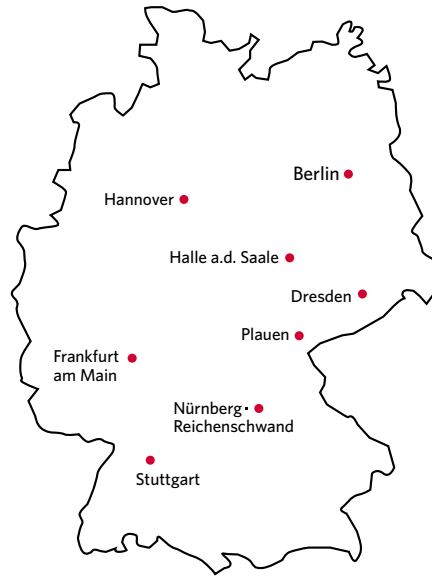 Berlin
Hannover
Halle a.d. Saale
Dresden
Plauen
Frankfurt
am Main
Nürnberg·
Reichenschwand
Stuttgart